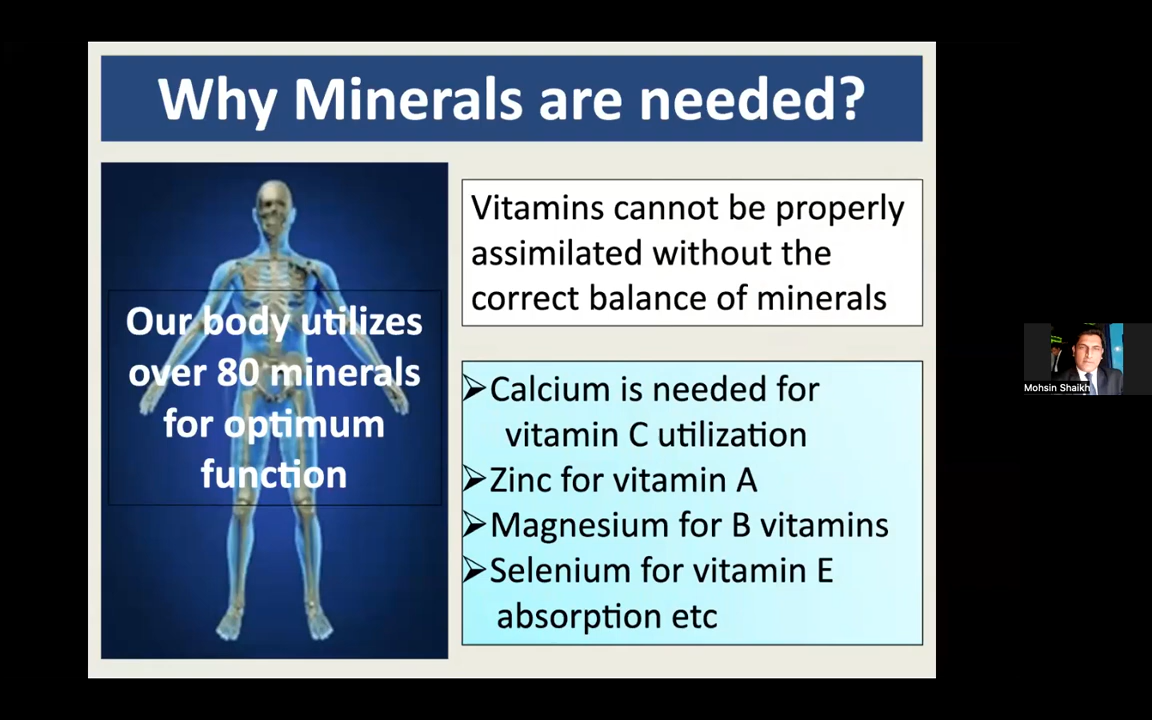 Why Minerals are needed?
Our body utilizes
over 80 minerals
for optimum
function
Vitamins cannot be properly
assimilated without the
correct balance of minerals
➢Calcium is needed for
vitamin C utilization
➢Zinc for vitamin A
➢Magnesium for B vitamins
➢Selenium for vitamin E
absorption etc
Mohsin Shaikh